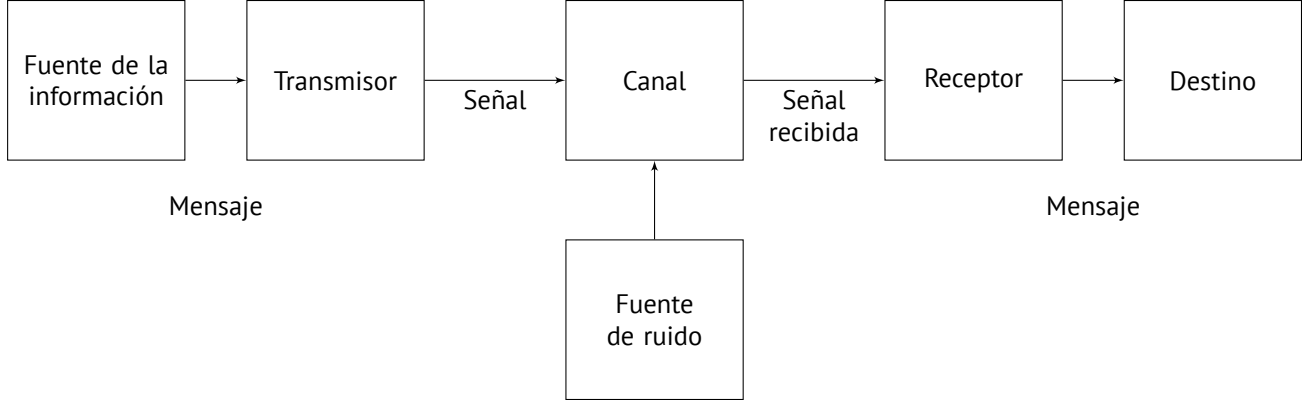 Fuente de la
información
Transmisor
Señal
Canal
Señal
recibida
Receptor
Destino
Mensaje
Mensaje
Fuente
de ruido